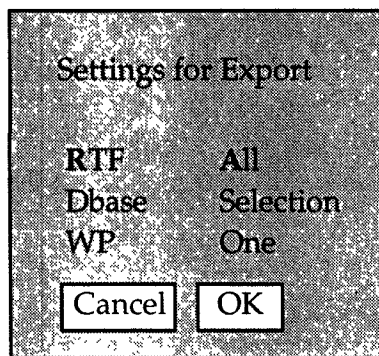 Settings for Export
RTF All
Dbase Selection
WP One
Cancel OK